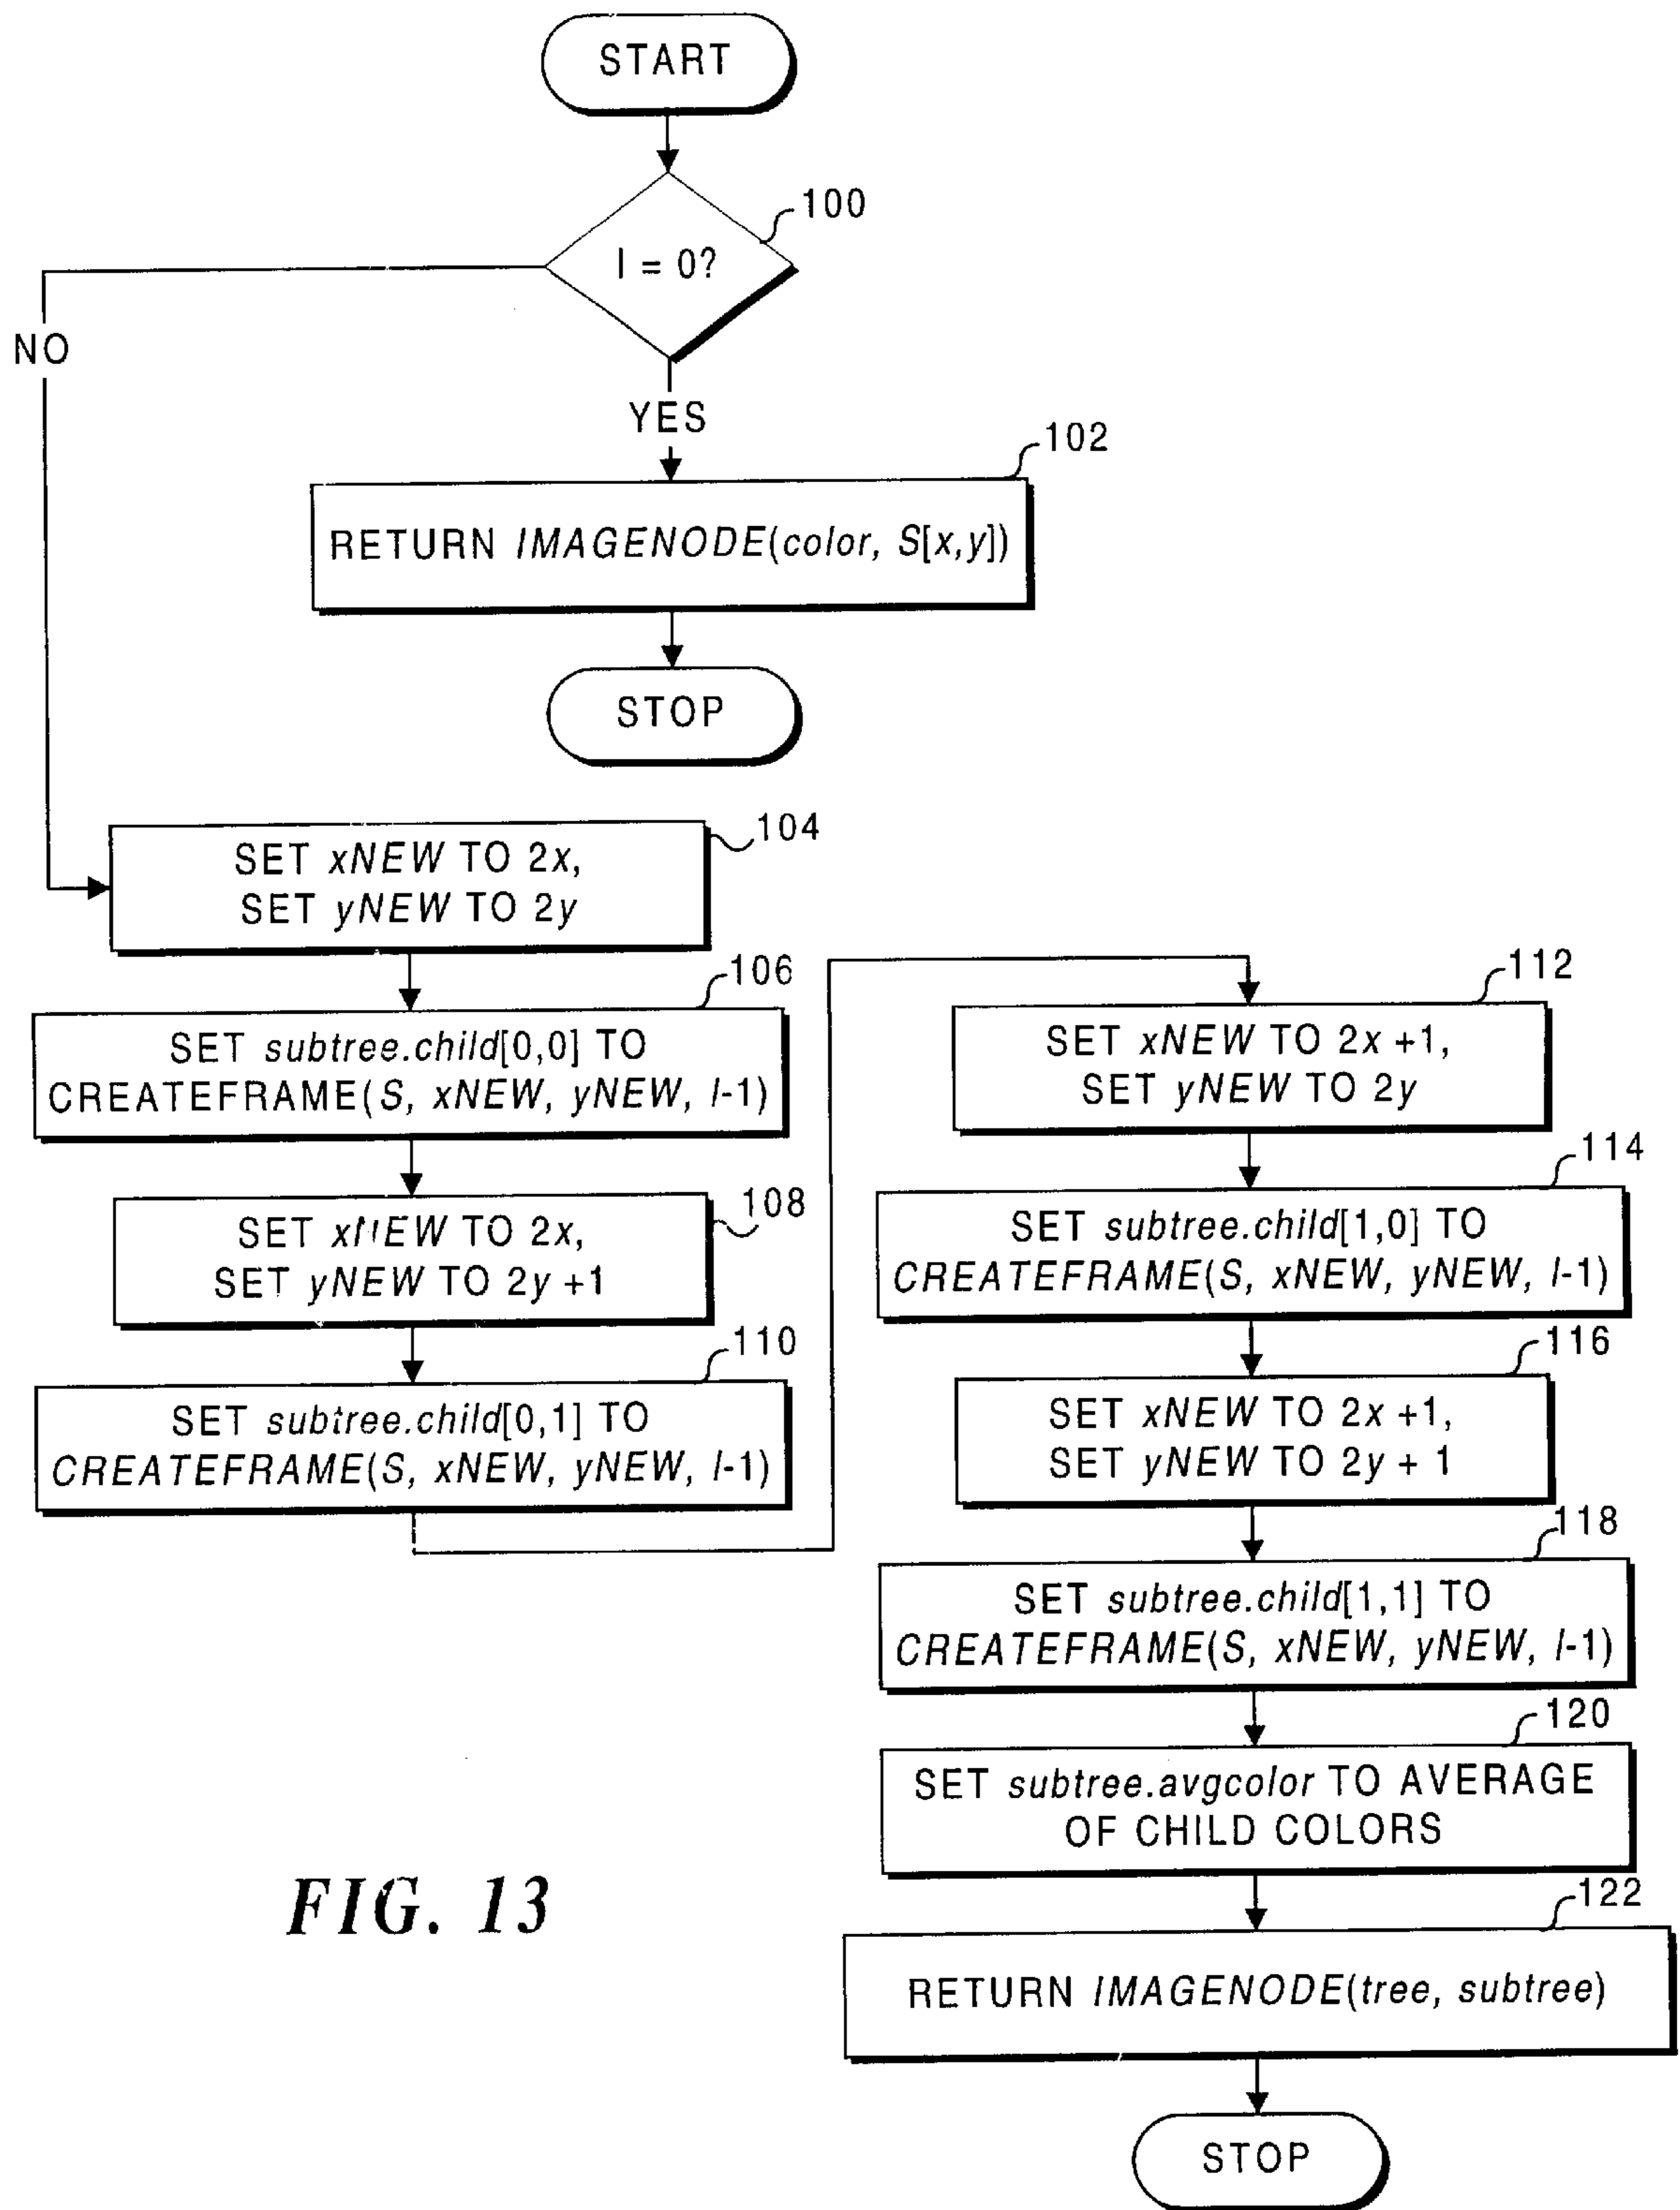 START
100
l = 0?
NO
YES
102
RETURN IMAGENODE(color, S[x,y])
STOP
104
SET xNEW TO 2x,
SET yNEW TO 2y
106
SET subtree.child[0,0] TO
CREATEFRAME(S, xNEW, yNEW, l-1)
108
SET xNEW TO 2x,
SET yNEW TO 2y +1
110
SET subtree.child[0,1] TO
CREATEFRAME(S, xNEW, yNEW, l-1)
112
SET xNEW TO 2x +1,
SET yNEW TO 2y
114
SET subtree.child[1,0] TO
CREATEFRAME(S, xNEW, yNEW, l-1)
116
SET xNEW TO 2x +1,
SET yNEW TO 2y + 1
118
SET subtree.child[1,1] TO
CREATEFRAME(S, xNEW, yNEW, l-1)
120
SET subtree.avgcolor TO AVERAGE
OF CHILD COLORS
122
RETURN IMAGENODE(tree, subtree)
STOP
FIG. 13